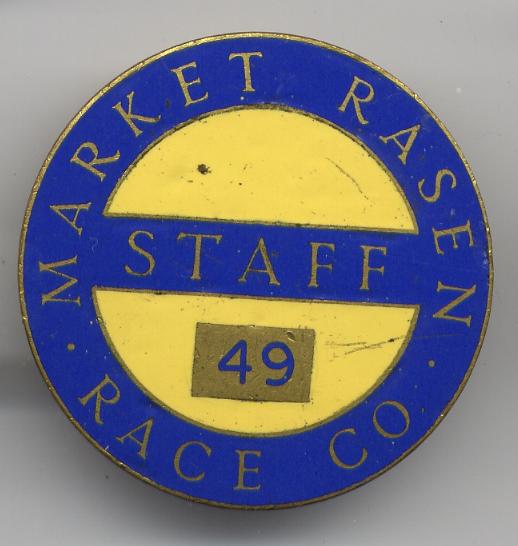 MARKET RASEN
STAFF
49
· RACE CO ·